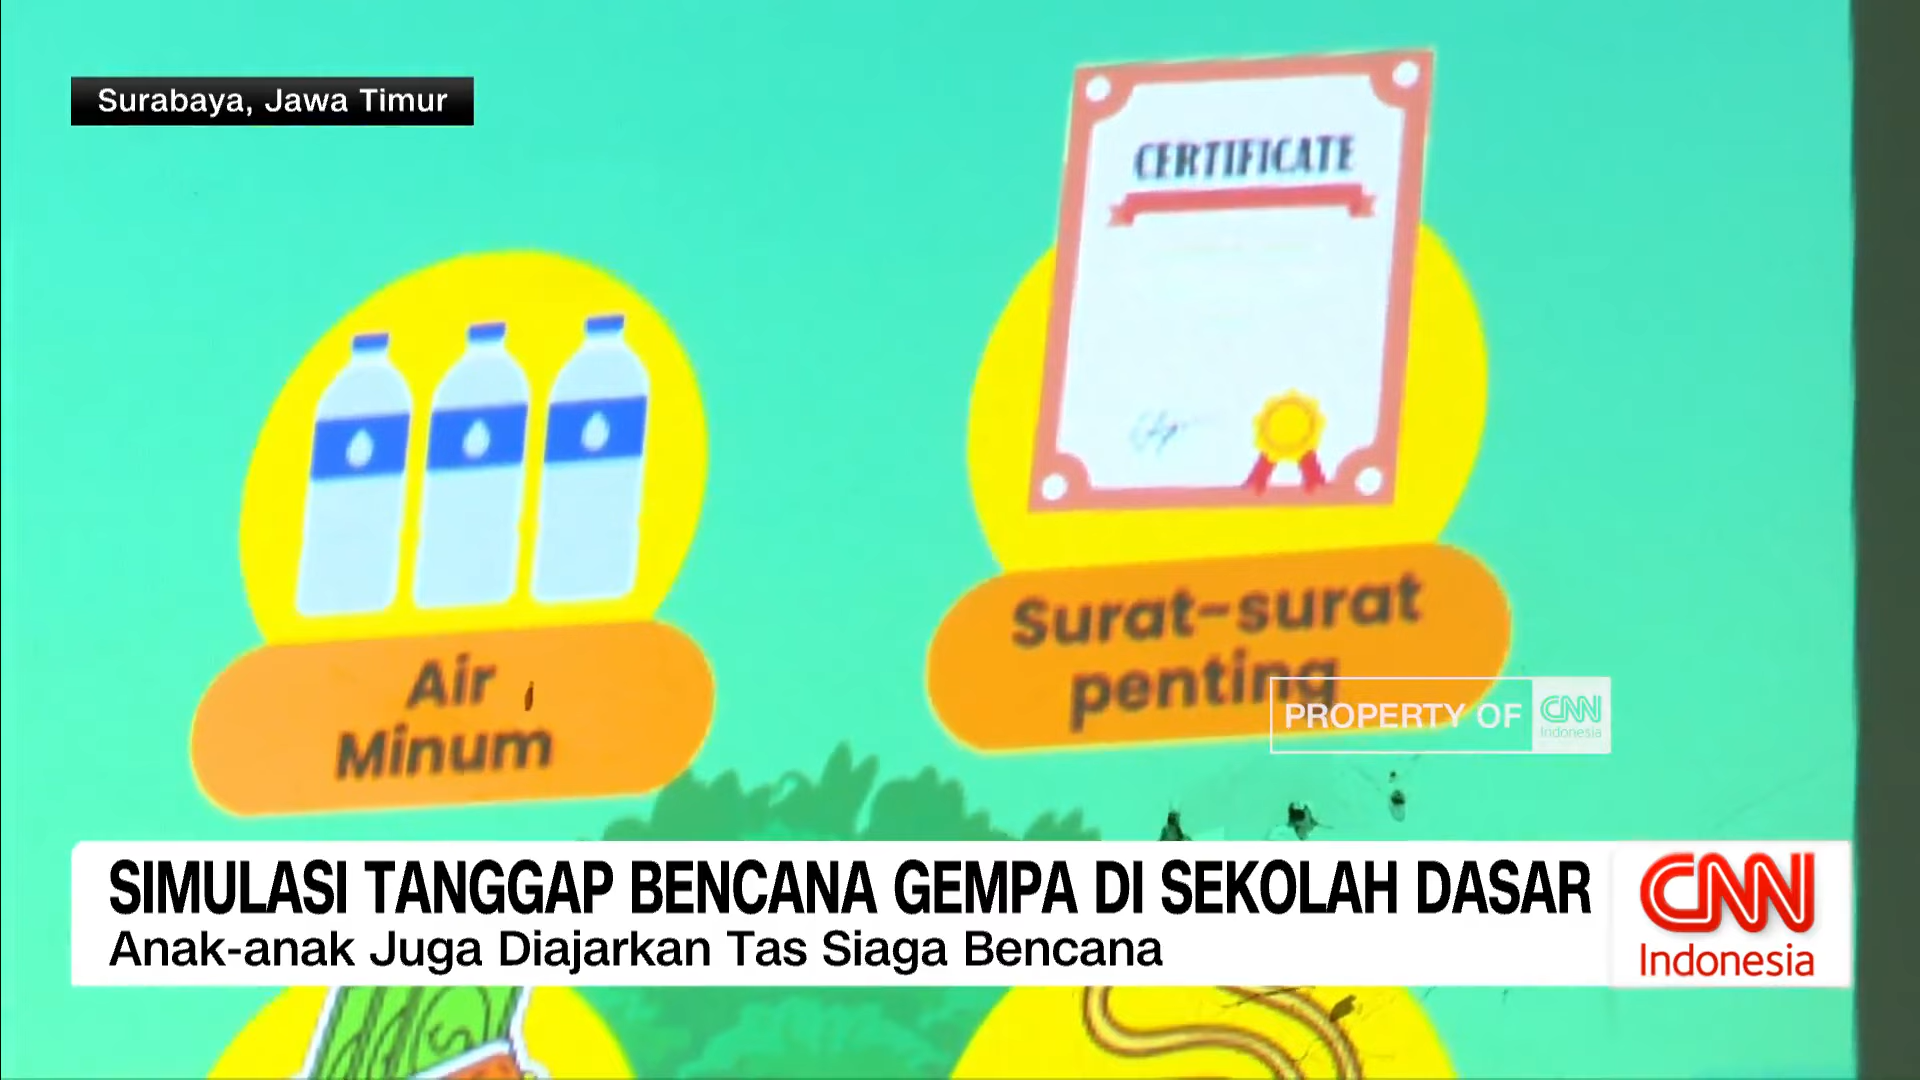 Surabaya, Jawa Timur
CERTIFICATE
Air
Minum
Surat-surat
penting
PROPERTY OF CNN
Indonesia
SIMULASI TANGGAP BENCANA GEMPA DI SEKOLAH DASAR
Anak-anak Juga Diajarkan Tas Siaga Bencana
CNN
Indonesia